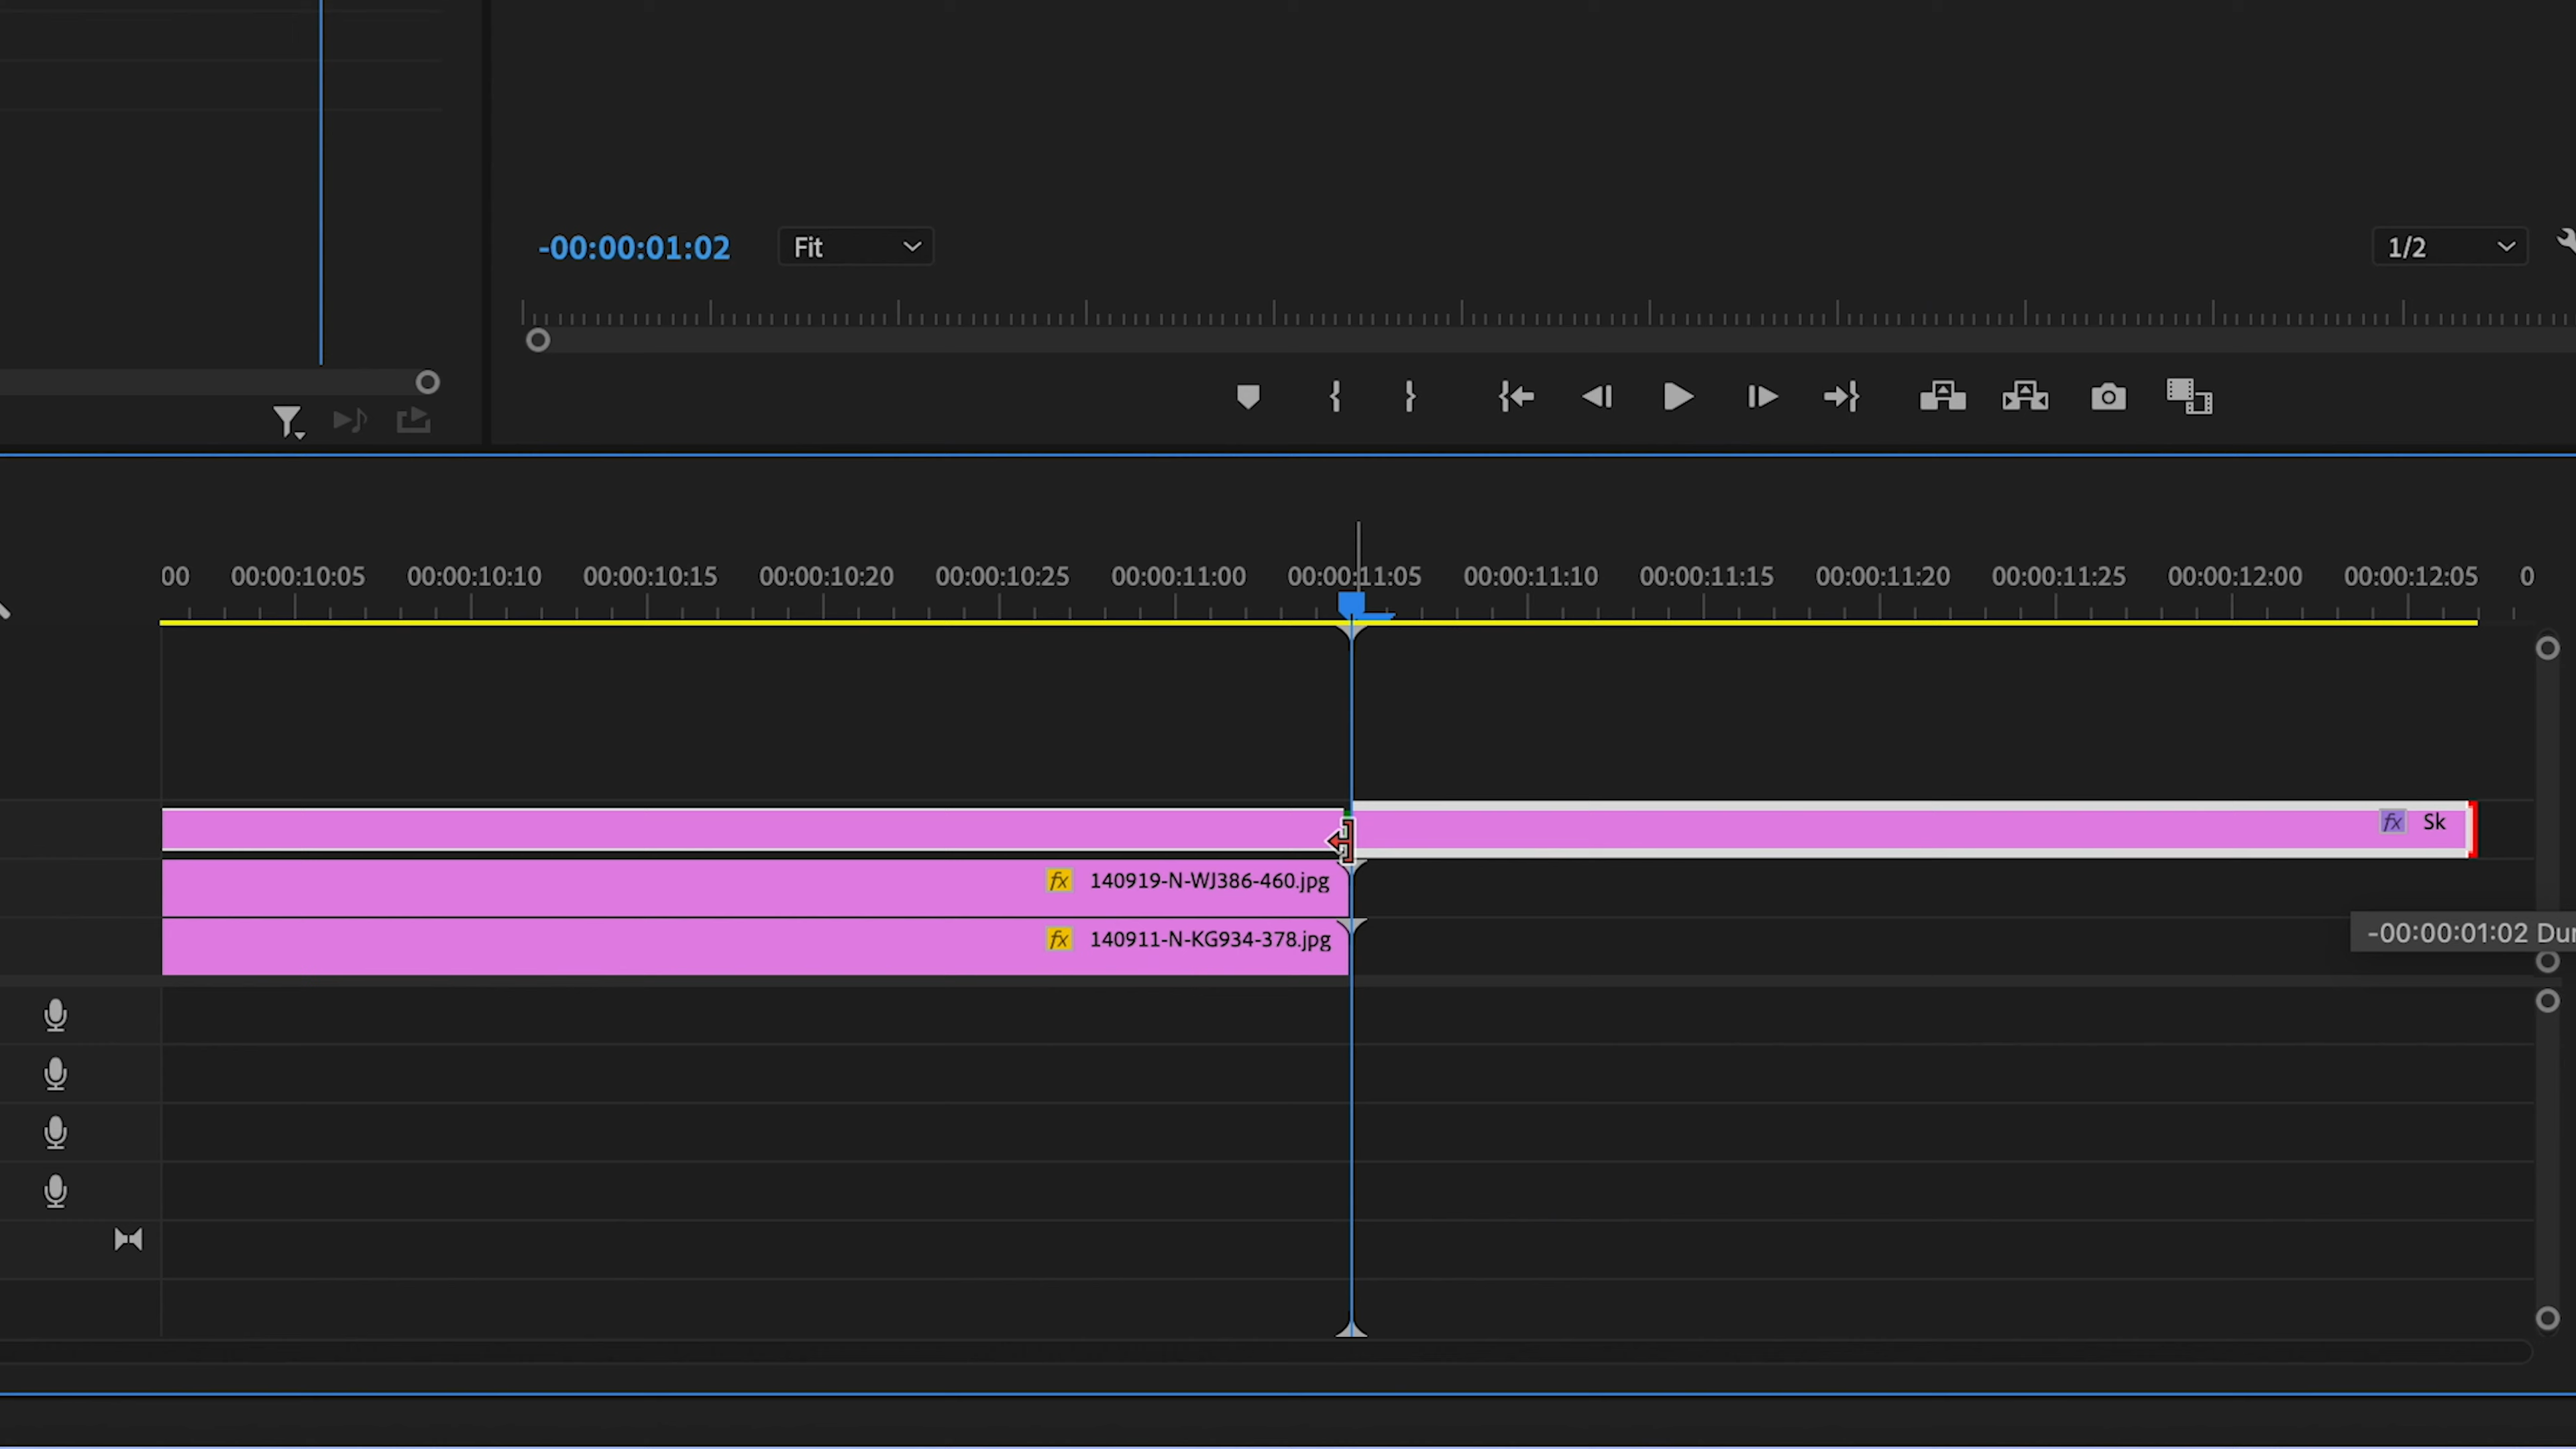 -00:00:01:02 Fit 1/2
00 00:00:10:05 00:00:10:10 00:00:10:15 00:00:10:20 00:00:10:25 00:00:11:00 00:00:11:05 00:00:11:10 00:00:11:15 00:00:11:20 00:00:11:25 00:00:12:00 00:00:12:05 0
fx Sk
fx 140919-N-WJ386-460.jpg
-00:00:01:02 Dur
fx 140911-N-KG934-378.jpg